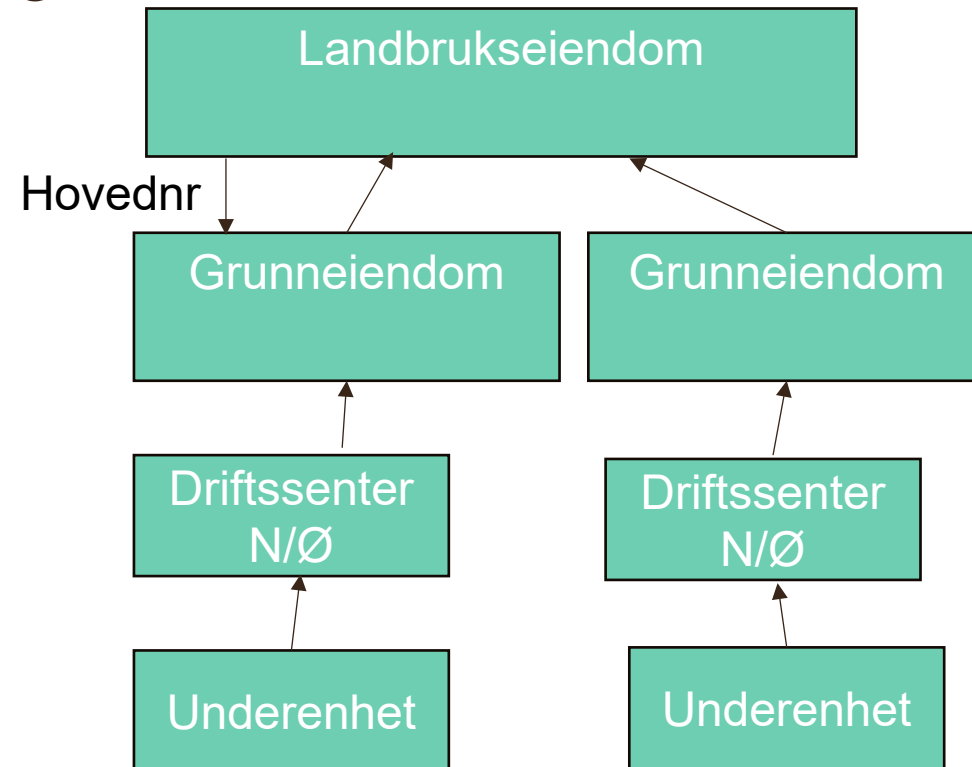 Landbrukseiendom
Hovednr
Grunneiendom
Grunneiendom
Driftssenter
N/Ø
Driftssenter
N/Ø
Underenhet
Underenhet